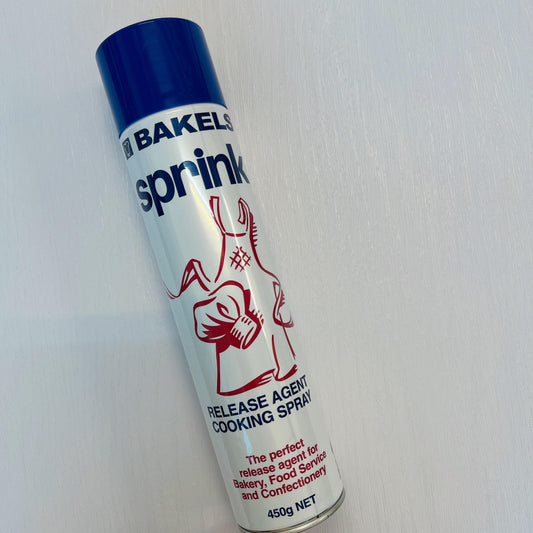 BAKELS
sprink
RELEASE AGENT
COOKING SPRAY
The perfect
release agent for
Bakery, Food Service
and Confectionery
450g NET